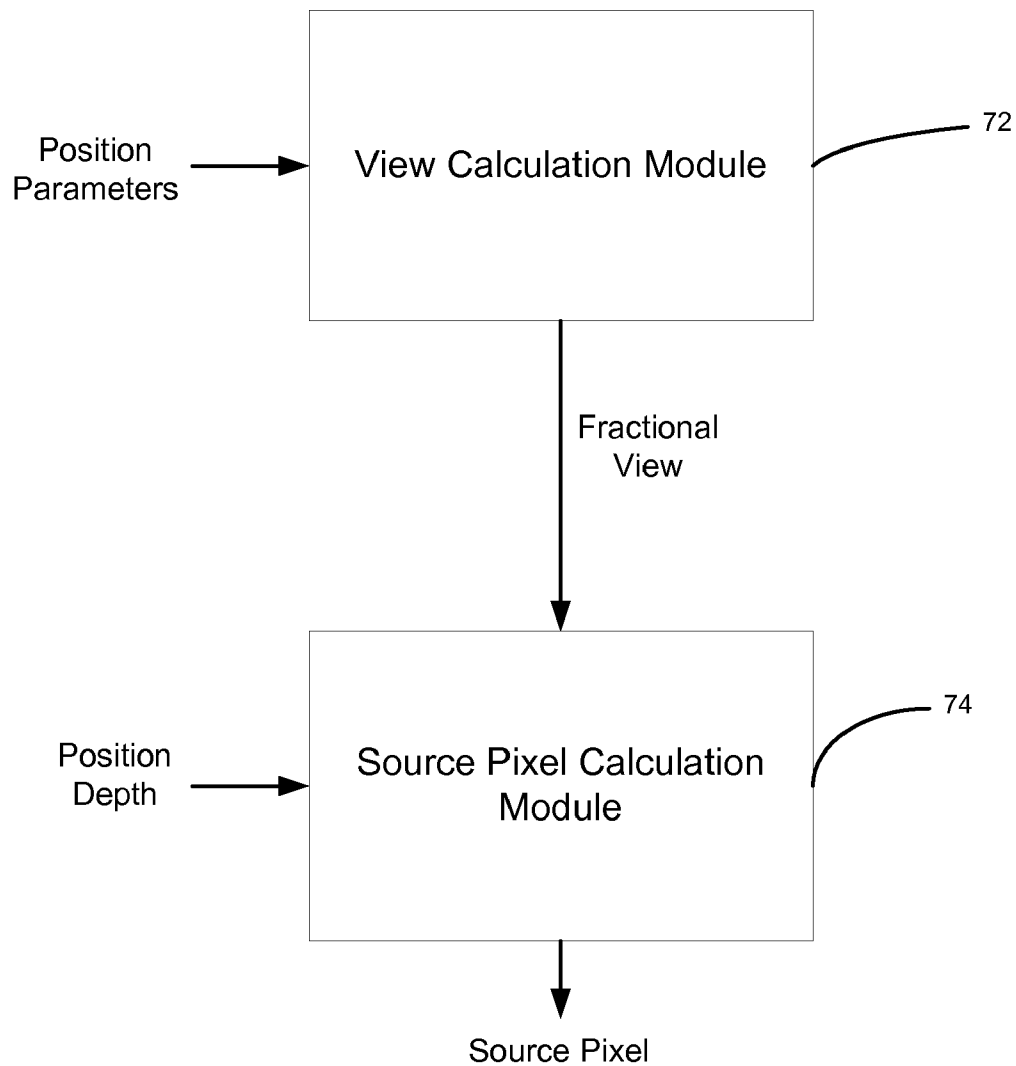 View Calculation Module
72
Position
Parameters
Fractional
View
Source Pixel Calculation
Module
74
Position
Depth
Source Pixel